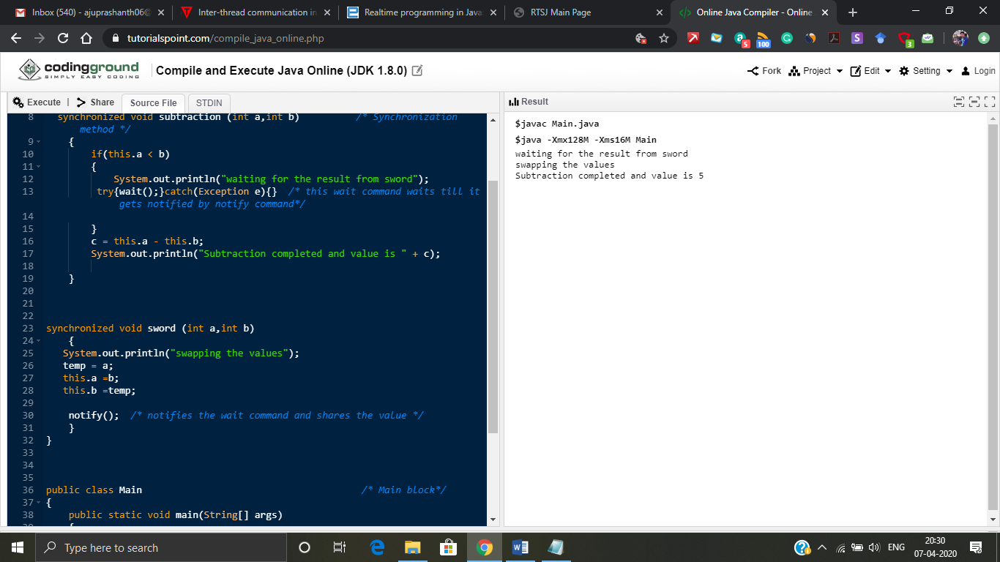 Inbox (540) - ajuprashanth06@
Inter-thread communication in
Realtime programming in Java
RTSJ Main Page
Online Java Compiler - Online
tutorialspoint.com/compile_java_online.php
5
100
S
3
codingground
SIMPLY EASY CODING
Compile and Execute Java Online (JDK 1.8.0)
Fork
Project
Edit
Setting
Login
Execute | Share
Source File
STDIN
Result
8 synchronized void subtraction (int a,int b) /* Synchronization
method */
9 {
10 if(this.a < b)
11 {
12 System.out.println("waiting for the result from sword");
13 try{wait();}catch(Exception e){} /* this wait command waits till it
gets notified by notify command*/
14
15 }
16 c = this.a - this.b;
17 System.out.println("Subtraction completed and value is " + c);
18
19 }
20
21
22
23 synchronized void sword (int a,int b)
24 {
25 System.out.println("swapping the values");
26 temp = a;
27 this.a =b;
28 this.b =temp;
29
30 notify(); /* notifies the wait command and shares the value */
31 }
32 }
33
34
35
36 public class Main /* Main block*/
37 {
38 public static void main(String[] args)
39 {
$javac Main.java
$java -Xmx128M -Xms16M Main
waiting for the result from sword
swapping the values
Subtraction completed and value is 5
Type here to search
ENG
20:30
07-04-2020